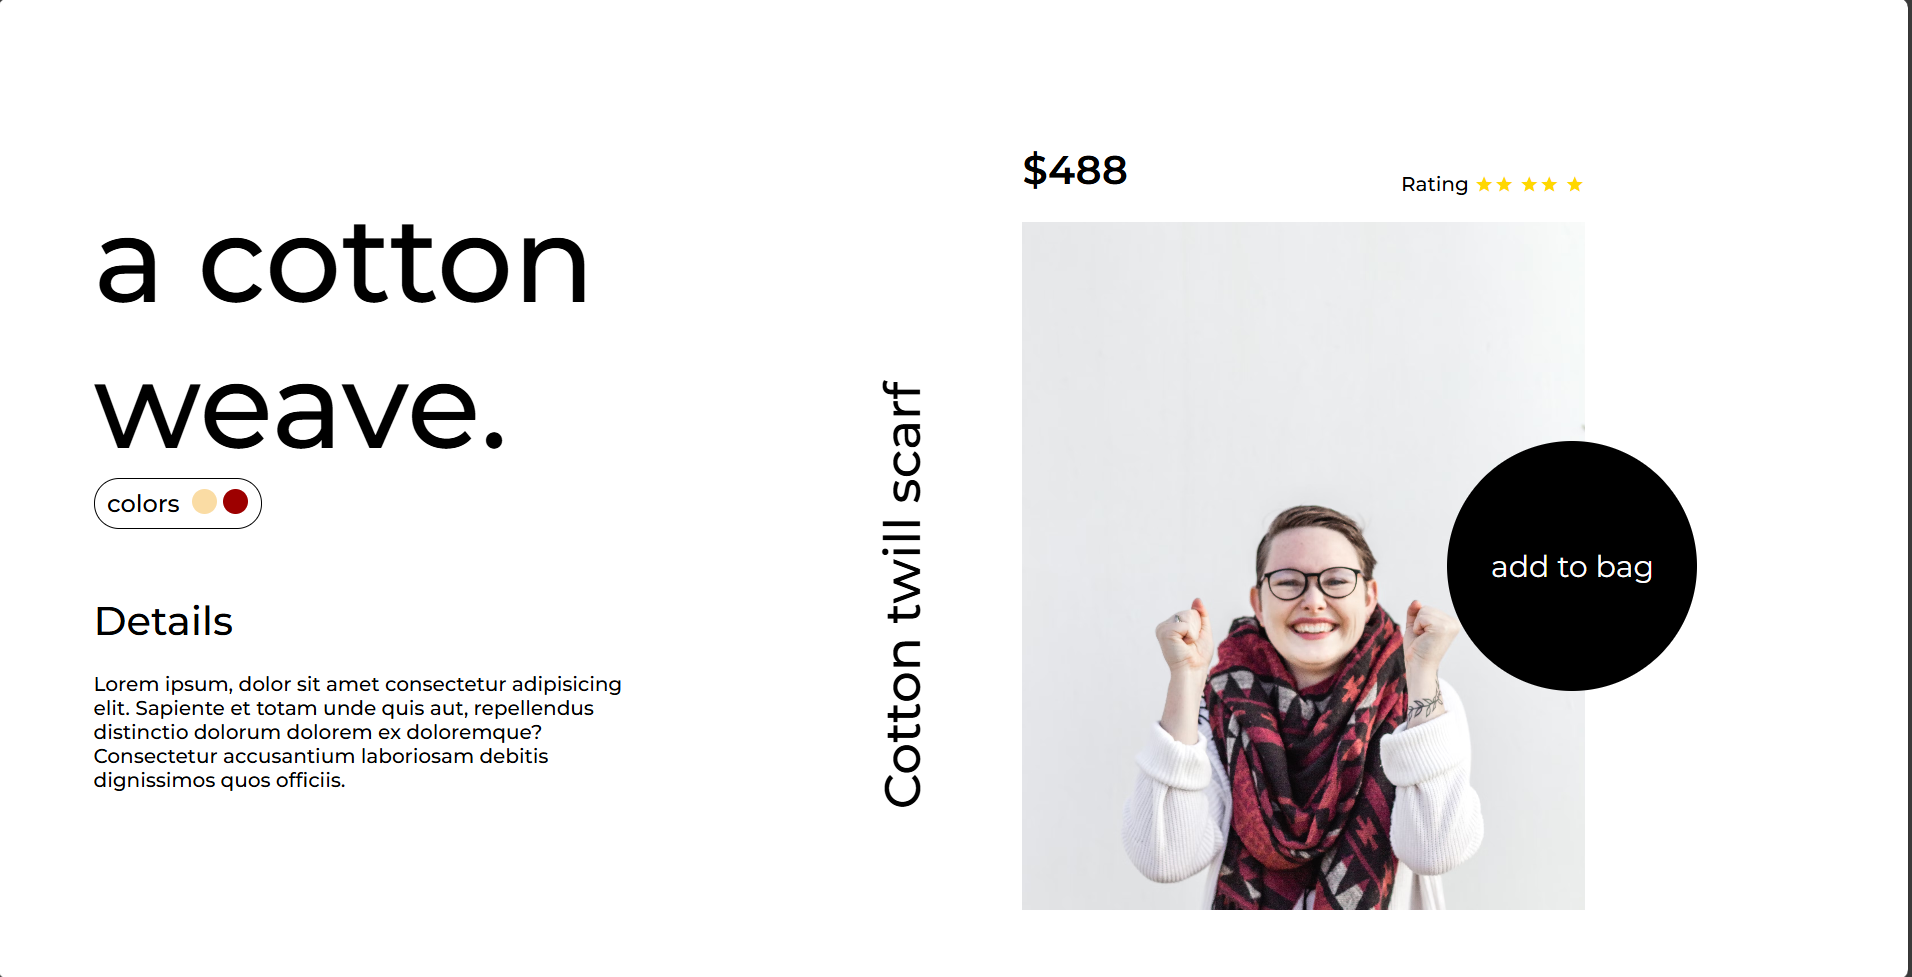 a cotton
weave.
colors
Details
Lorem ipsum, dolor sit amet consectetur adipisicing
elit. Sapiente et totam unde quis aut, repellendus
distinctio dolorum dolorem ex doloremque?
Consectetur accusantium laboriosam debitis
dignissimos quos officiis.
Cotton twill scarf
$488
Rating ★★ ★★ ★
add to bag